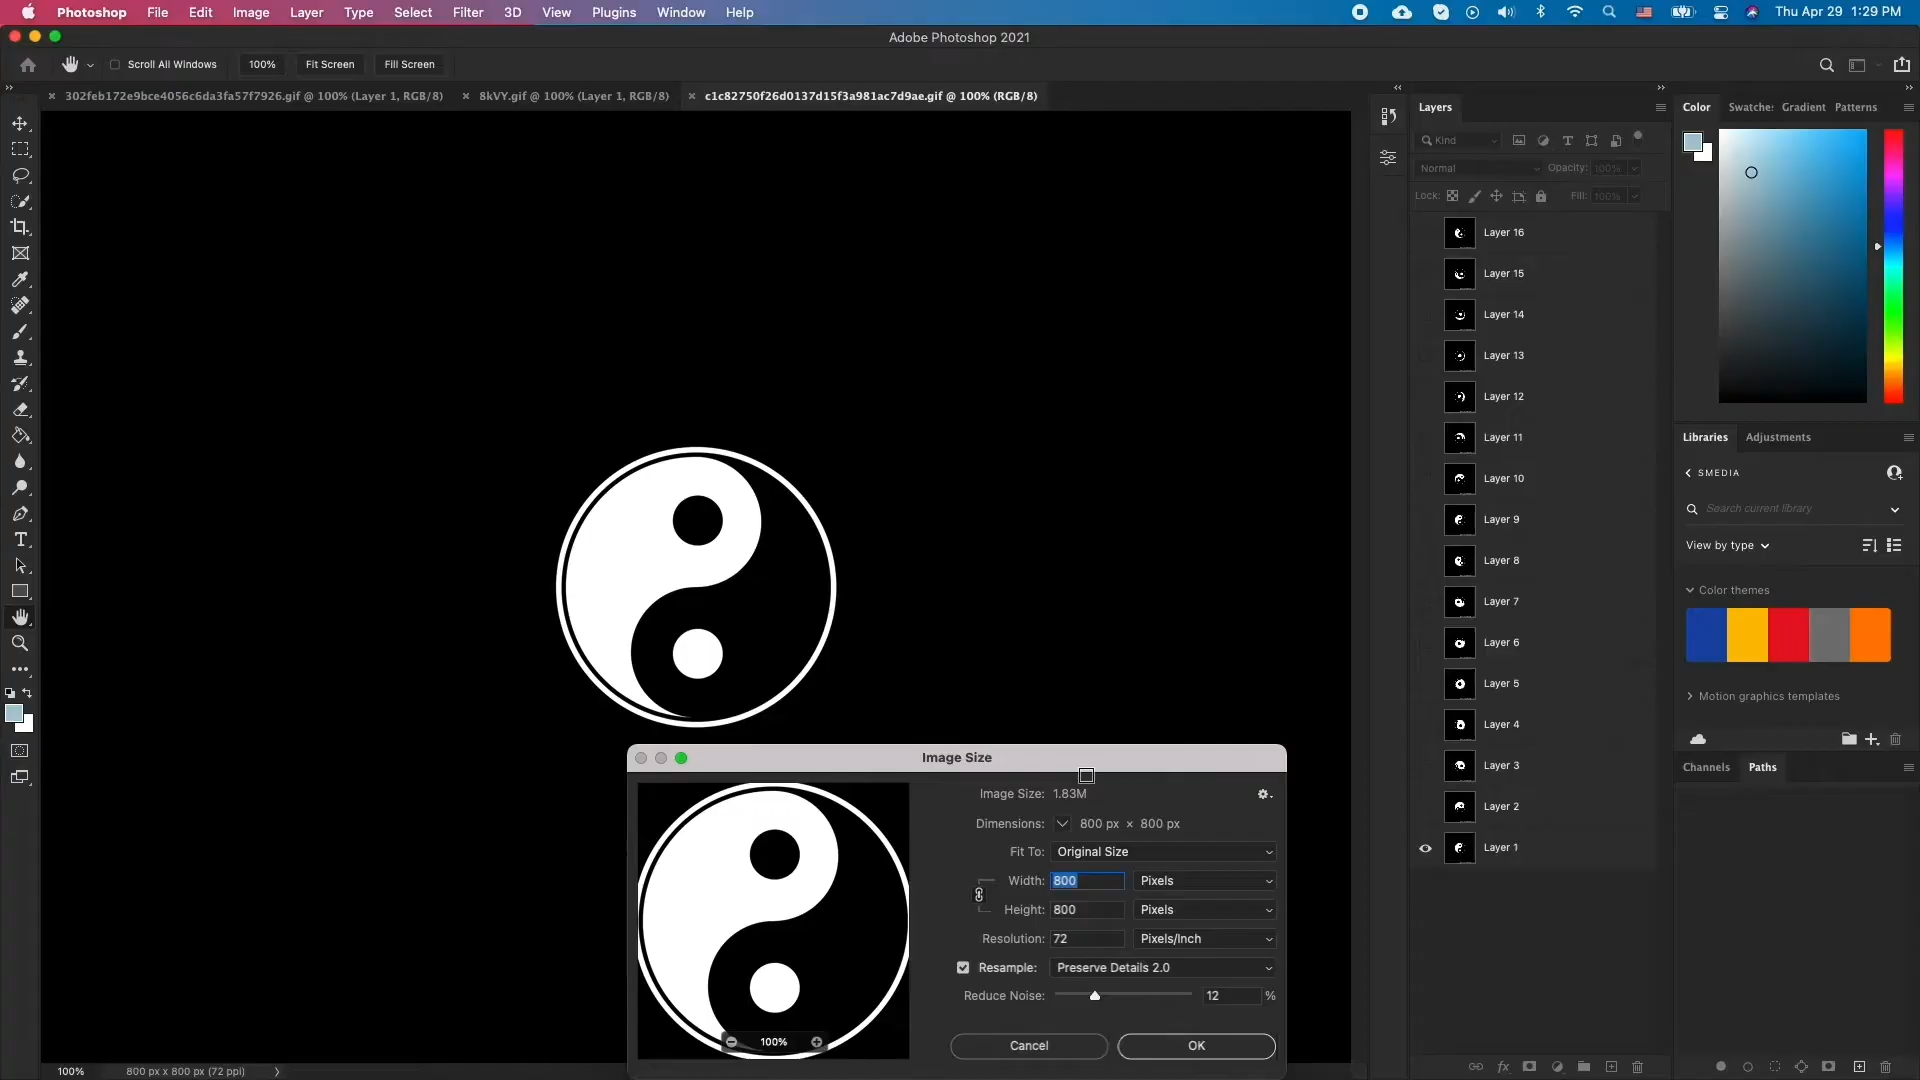 Photoshop File Edit Image Layer Type Select Filter 3D View Plugins Window Help Thu Apr 29 1:29 PM
Adobe Photoshop 2021
Scroll All Windows 100% Fit Screen Fill Screen
302feb172e9bce4056c6da3fa57f7926.gif @ 100% (Layer 1, RGB/8) 8kVY.gif @ 100% (Layer 1, RGB/8) c1c82750f26d0137d15f3a981ac7d9ae.gif @ 100% (RGB/8)
Layers
Kind
Normal Opacity: 100%
Lock: Fill: 100%
Layer 16
Layer 15
Layer 14
Layer 13
Layer 12
Layer 11
Layer 10
Layer 9
Layer 8
Layer 7
Layer 6
Layer 5
Layer 4
Layer 3
Layer 2
Layer 1
Color Swatche: Gradient Patterns
Libraries Adjustments
SMEDIA
Search current library
View by type
Color themes
Motion graphics templates
Channels Paths
Image Size
Image Size: 1.83M
Dimensions: 800 px × 800 px
Fit To: Original Size
Width: 800 Pixels
Height: 800 Pixels
Resolution: 72 Pixels/Inch
Resample: Preserve Details 2.0
Reduce Noise: 12 %
100%
Cancel OK
100% 800 px x 800 px (72 ppi)
fx